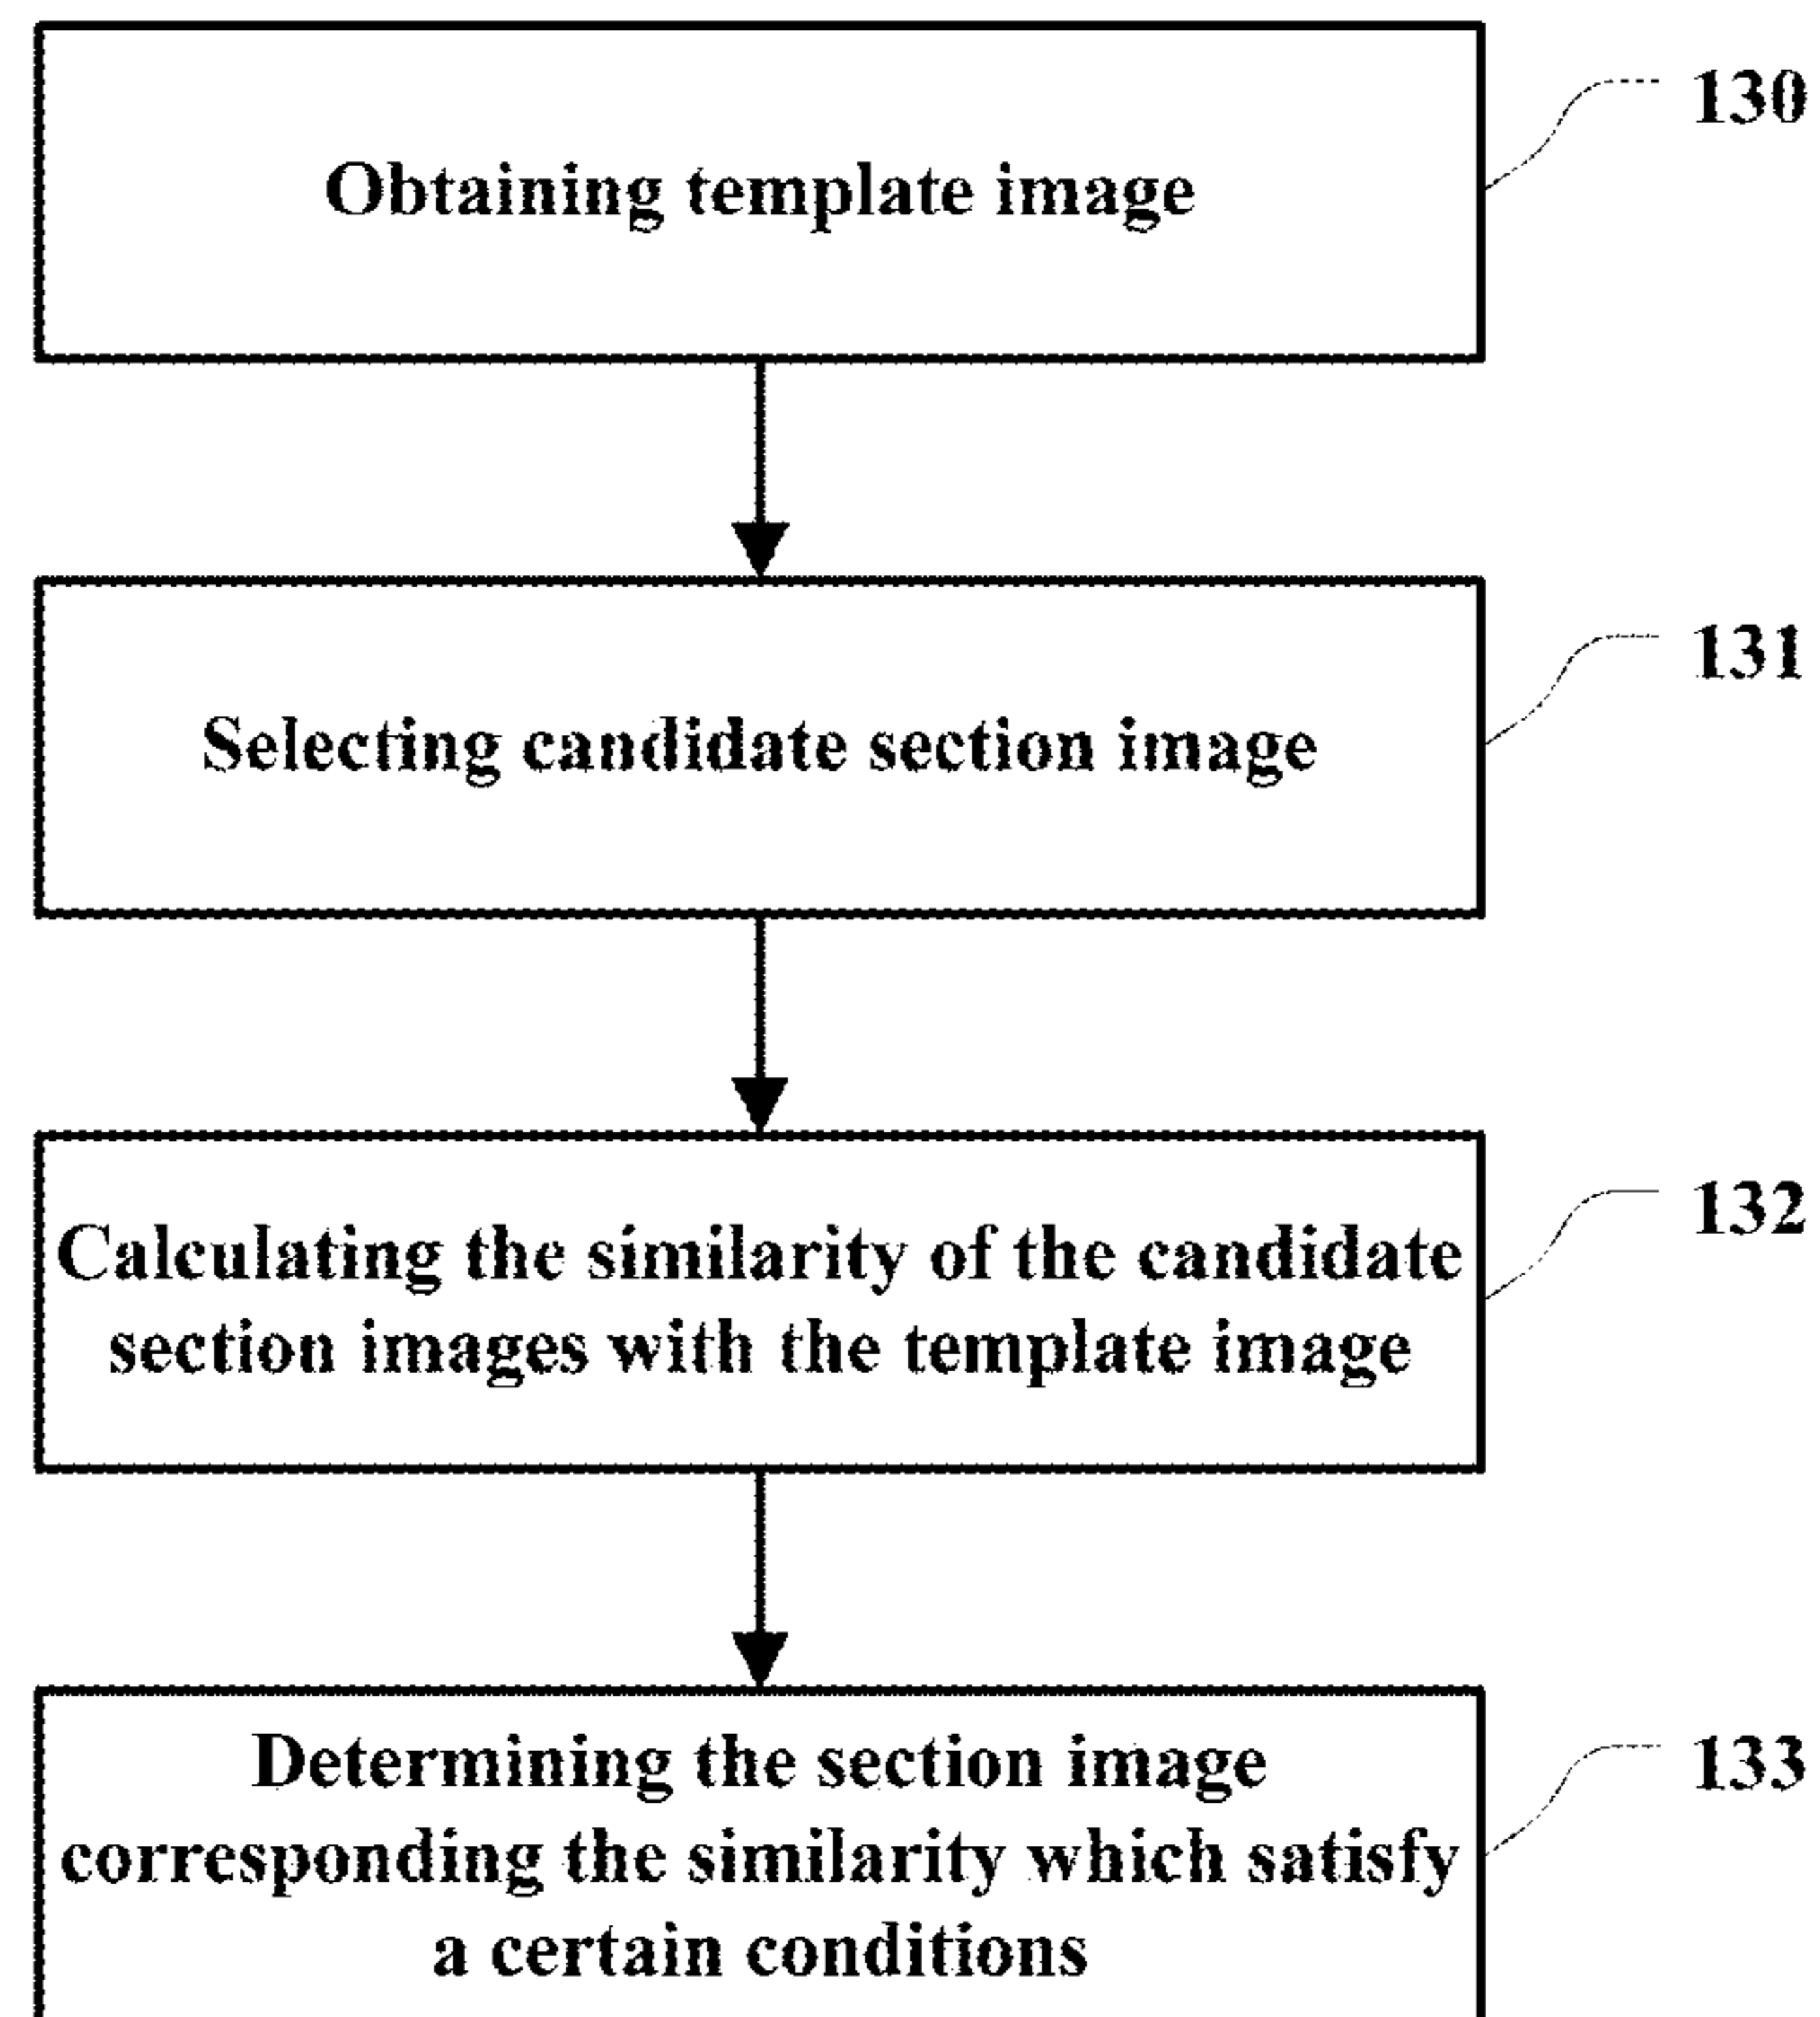 Obtaining template image
130
Selecting candidate section image
131
Calculating the similarity of the candidate
section images with the template image
132
Determining the section image
corresponding the similarity which satisfy
a certain conditions
133